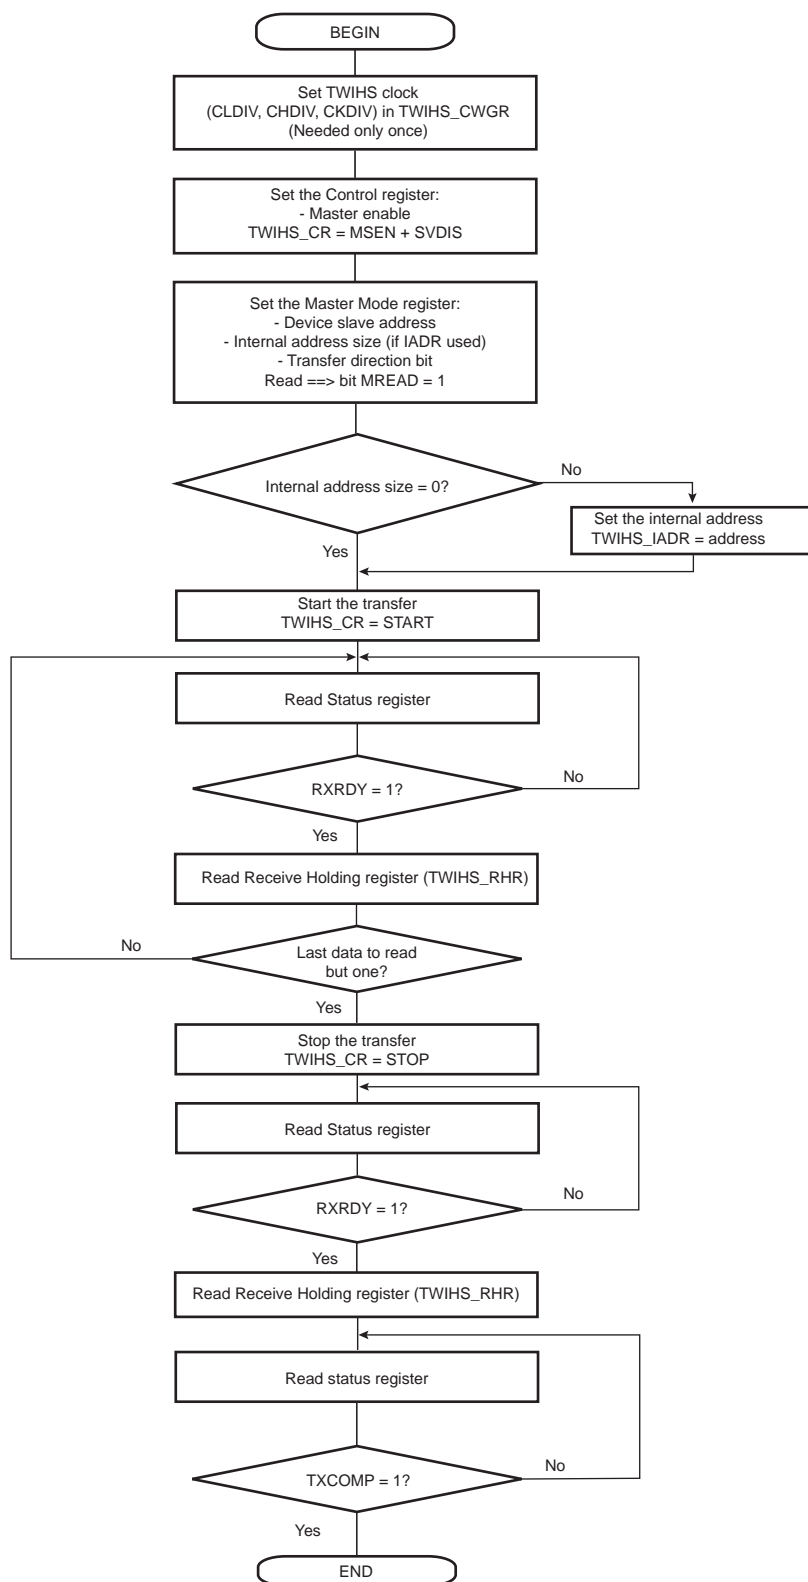 BEGIN
Set TWIHS clock
(CLDIV, CHDIV, CKDIV) in TWIHS_CWGR
(Needed only once)
Set the Control register:
- Master enable
TWIHS_CR = MSEN + SVDIS
Set the Master Mode register:
- Device slave address
- Internal address size (if IADR used)
- Transfer direction bit
Read ==> bit MREAD = 1
Internal address size = 0?
No
Set the internal address
TWIHS_IADR = address
Yes
Start the transfer
TWIHS_CR = START
Read Status register
RXRDY = 1?
No
Yes
Read Receive Holding register (TWIHS_RHR)
No
Last data to read
but one?
Yes
Stop the transfer
TWIHS_CR = STOP
Read Status register
RXRDY = 1?
No
Yes
Read Receive Holding register (TWIHS_RHR)
Read status register
TXCOMP = 1?
No
Yes
END